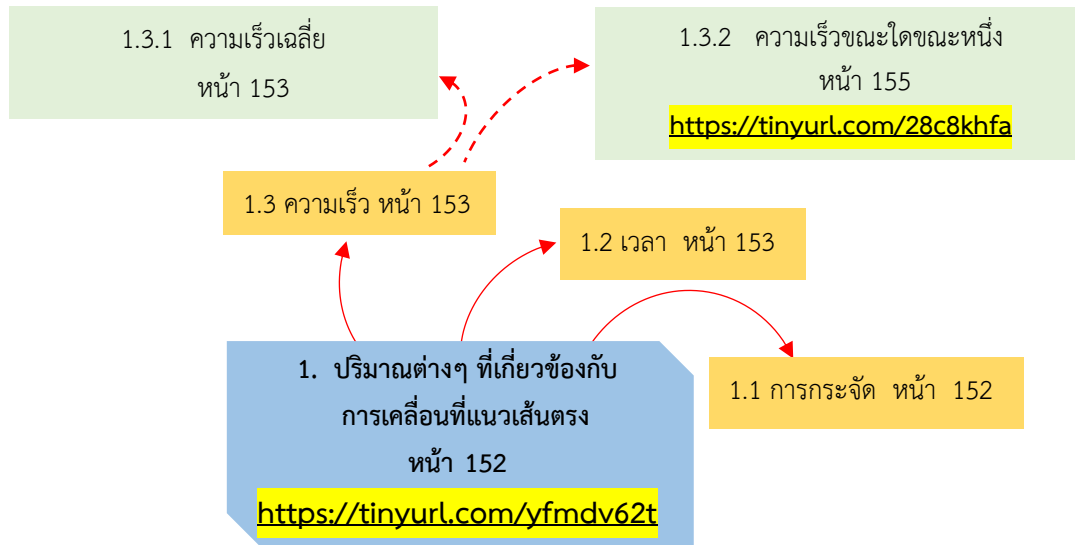 1.3.1 ความเร็วเฉลี่ย
หน้า 153
1.3.2 ความเร็วขณะใดขณะหนึ่ง
หน้า 155
https://tinyurl.com/28c8khfa
1.3 ความเร็ว หน้า 153
1.2 เวลา หน้า 153
1. ปริมาณต่างๆ ที่เกี่ยวข้องกับ
การเคลื่อนที่แนวเส้นตรง
หน้า 152
https://tinyurl.com/yfmdv62t
1.1 การกระจัด หน้า 152